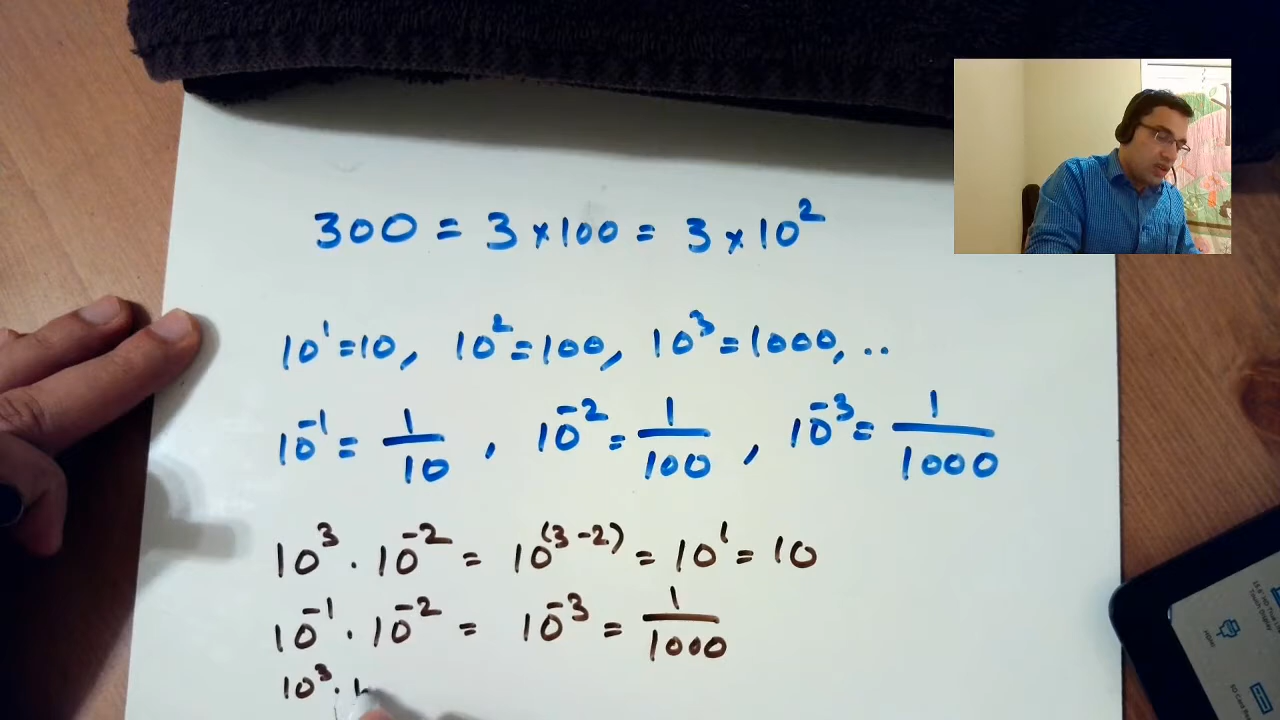 300 = 3 × 100 = 3 × 10²
10¹ = 10, 10² = 100, 10³ = 1000, ..
10⁻¹ = 1/10, 10⁻² = 1/100, 10⁻³ = 1/1000
10³ · 10⁻² = 10⁽³⁻²⁾ = 10¹ = 10
10⁻¹ · 10⁻² = 10⁻³ = 1/1000
10³ · 1